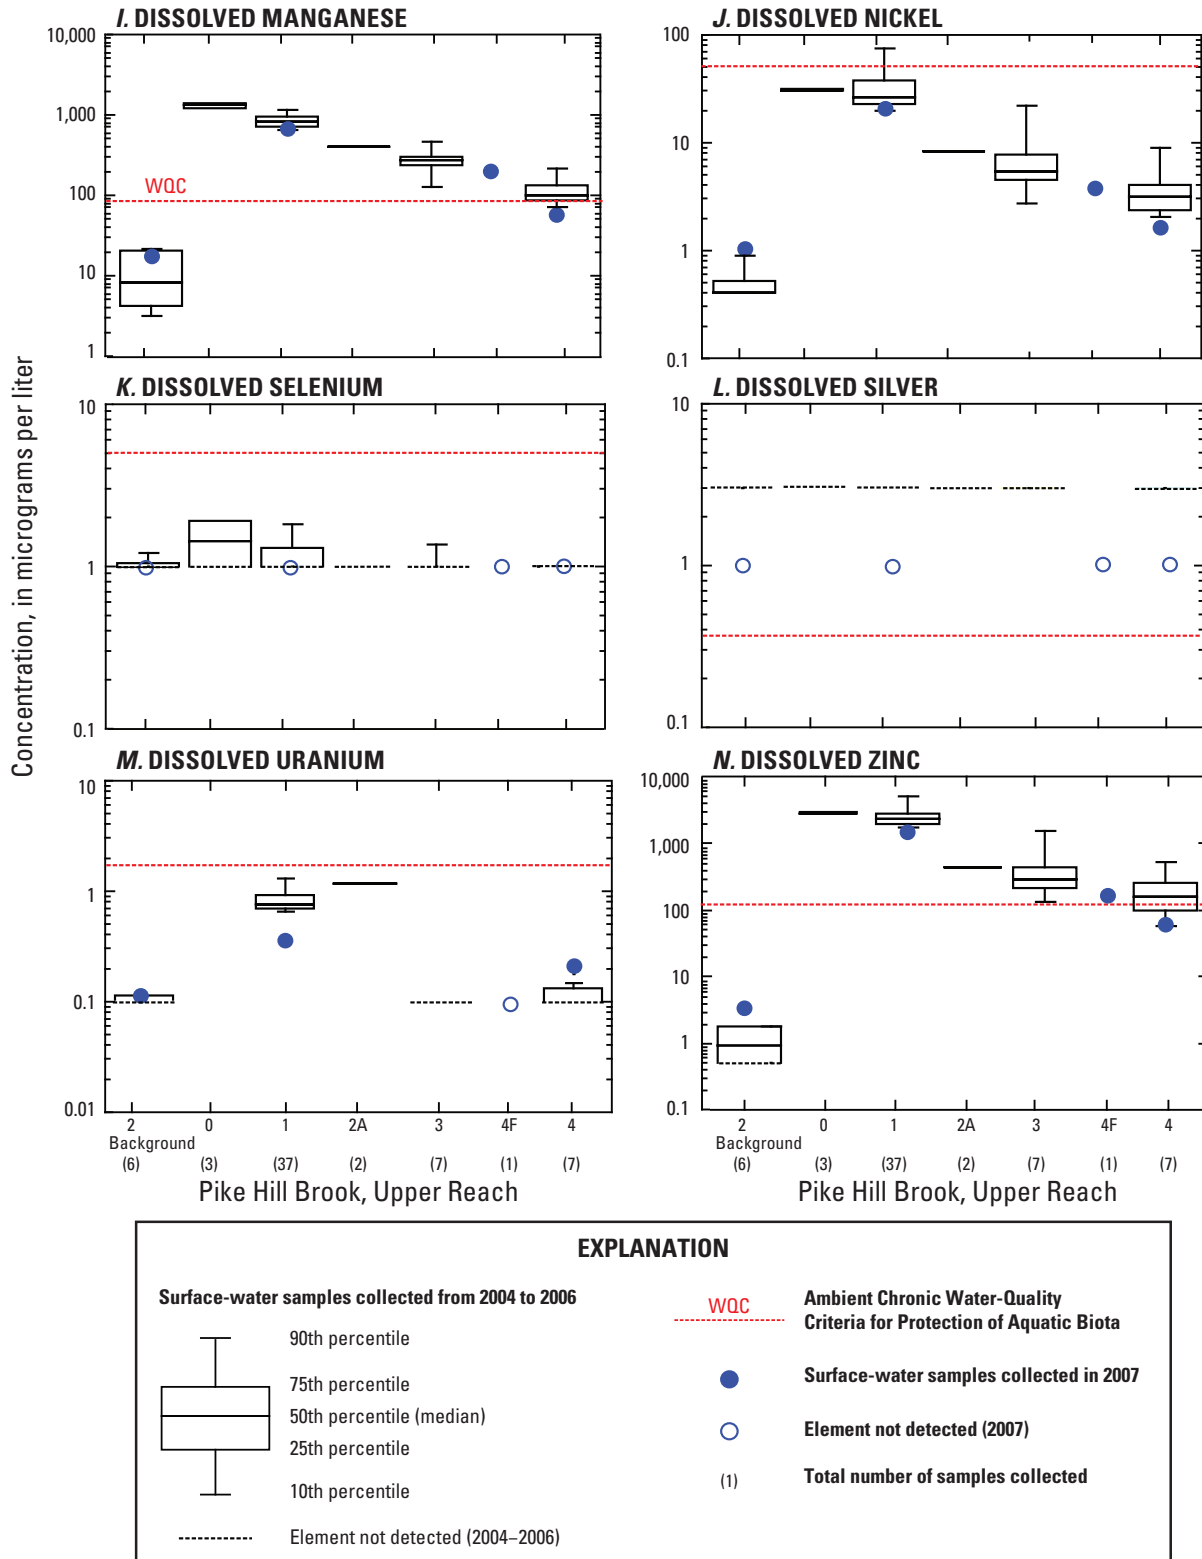 I. DISSOLVED MANGANESE
10,000
1,000
100
10
1
WQC
J. DISSOLVED NICKEL
100
10
1
0.1
K. DISSOLVED SELENIUM
10
1
0.1
L. DISSOLVED SILVER
10
1
0.1
Concentration, in micrograms per liter
M. DISSOLVED URANIUM
10
1
0.1
0.01
2 0 1 2A 3 4F 4
Background
(6) (3) (37) (2) (7) (1) (7)
Pike Hill Brook, Upper Reach
N. DISSOLVED ZINC
10,000
1,000
100
10
1
0.1
2 0 1 2A 3 4F 4
Background
(6) (3) (37) (2) (7) (1) (7)
Pike Hill Brook, Upper Reach
EXPLANATION
Surface-water samples collected from 2004 to 2006
90th percentile
75th percentile
50th percentile (median)
25th percentile
10th percentile
Element not detected (2004–2006)
WQC
Ambient Chronic Water-Quality
Criteria for Protection of Aquatic Biota
Surface-water samples collected in 2007
Element not detected (2007)
(1) Total number of samples collected